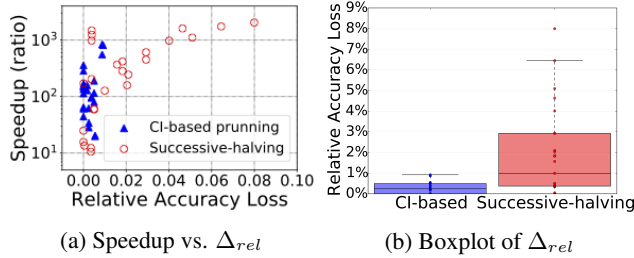 Speedup (ratio)
10³
10²
10¹
CI-based prunning
Successive-halving
0.00 0.02 0.04 0.06 0.08 0.10
Relative Accuracy Loss
(a) Speedup vs. Δ_rel
Relative Accuracy Loss
9%
8%
7%
6%
5%
4%
3%
2%
1%
0%
CI-based Successive-halving
(b) Boxplot of Δ_rel